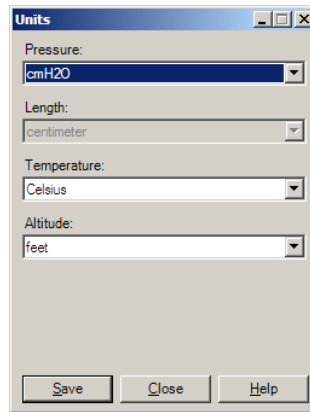 Units
Pressure:
cmH2O
Length:
centimeter
Temperature:
Celsius
Altitude:
feet
Save Close Help